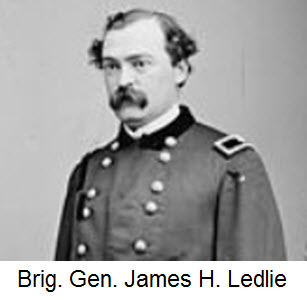 Brig. Gen. James H. Ledlie